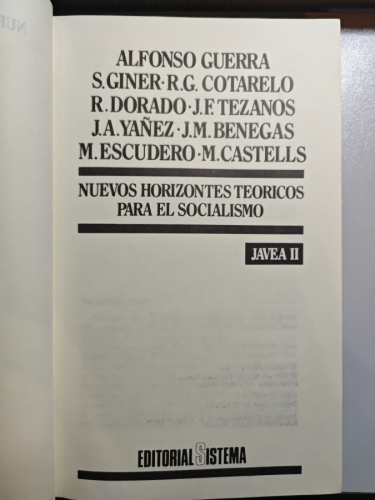 ALFONSO GUERRA
S. GINER · R. G. COTARELO
R. DORADO · J. F. TEZANOS
J. A. YAÑEZ · J. M. BENEGAS
M. ESCUDERO · M. CASTELLS
NUEVOS HORIZONTES TEORICOS
PARA EL SOCIALISMO
JAVEA II
EDITORIAL SISTEMA